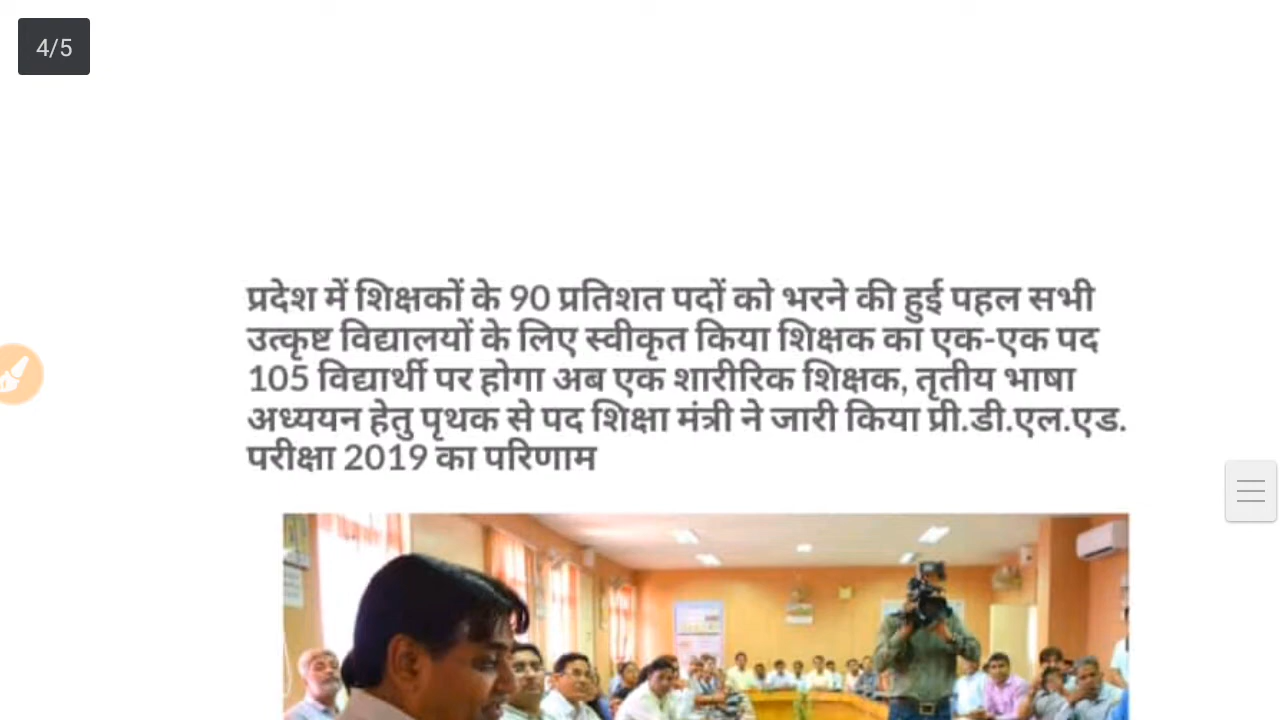 4/5
प्रदेश में शिक्षकों के 90 प्रतिशत पदों को भरने की हुई पहल सभी
उत्कृष्ट विद्यालयों के लिए स्वीकृत किया शिक्षक का एक-एक पद
105 विद्यार्थी पर होगा अब एक शारीरिक शिक्षक, तृतीय भाषा
अध्ययन हेतु पृथक से पद शिक्षा मंत्री ने जारी किया प्री.डी.एल.एड.
परीक्षा 2019 का परिणाम